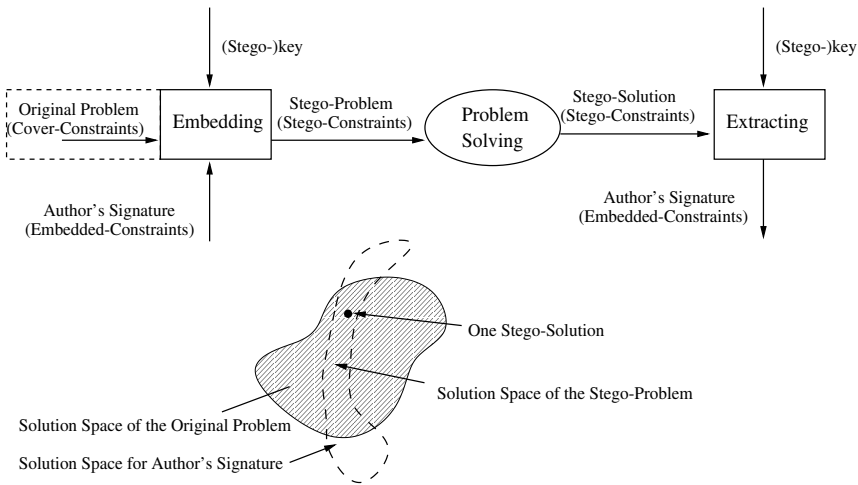 (Stego-)key
(Stego-)key
Original Problem
(Cover-Constraints)
Embedding
Stego-Problem
(Stego-Constraints)
Problem
Solving
Stego-Solution
(Stego-Constraints)
Extracting
Author's Signature
(Embedded-Constraints)
Author's Signature
(Embedded-Constraints)
One Stego-Solution
Solution Space of the Stego-Problem
Solution Space of the Original Problem
Solution Space for Author's Signature